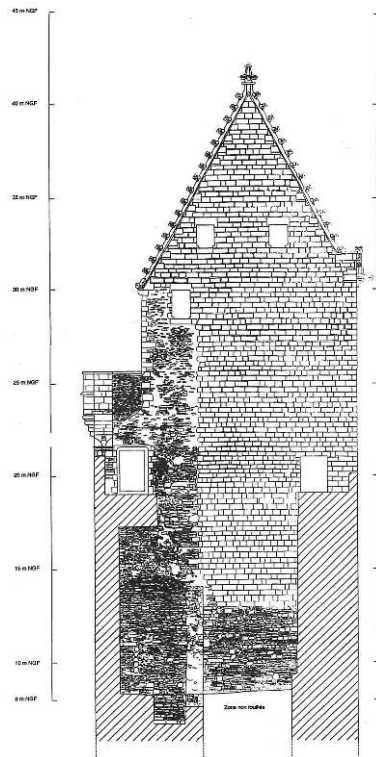 45 m NGF
40 m NGF
35 m NGF
30 m NGF
25 m NGF
20 m NGF
15 m NGF
10 m NGF
8 m NGF
Zone non fouillée